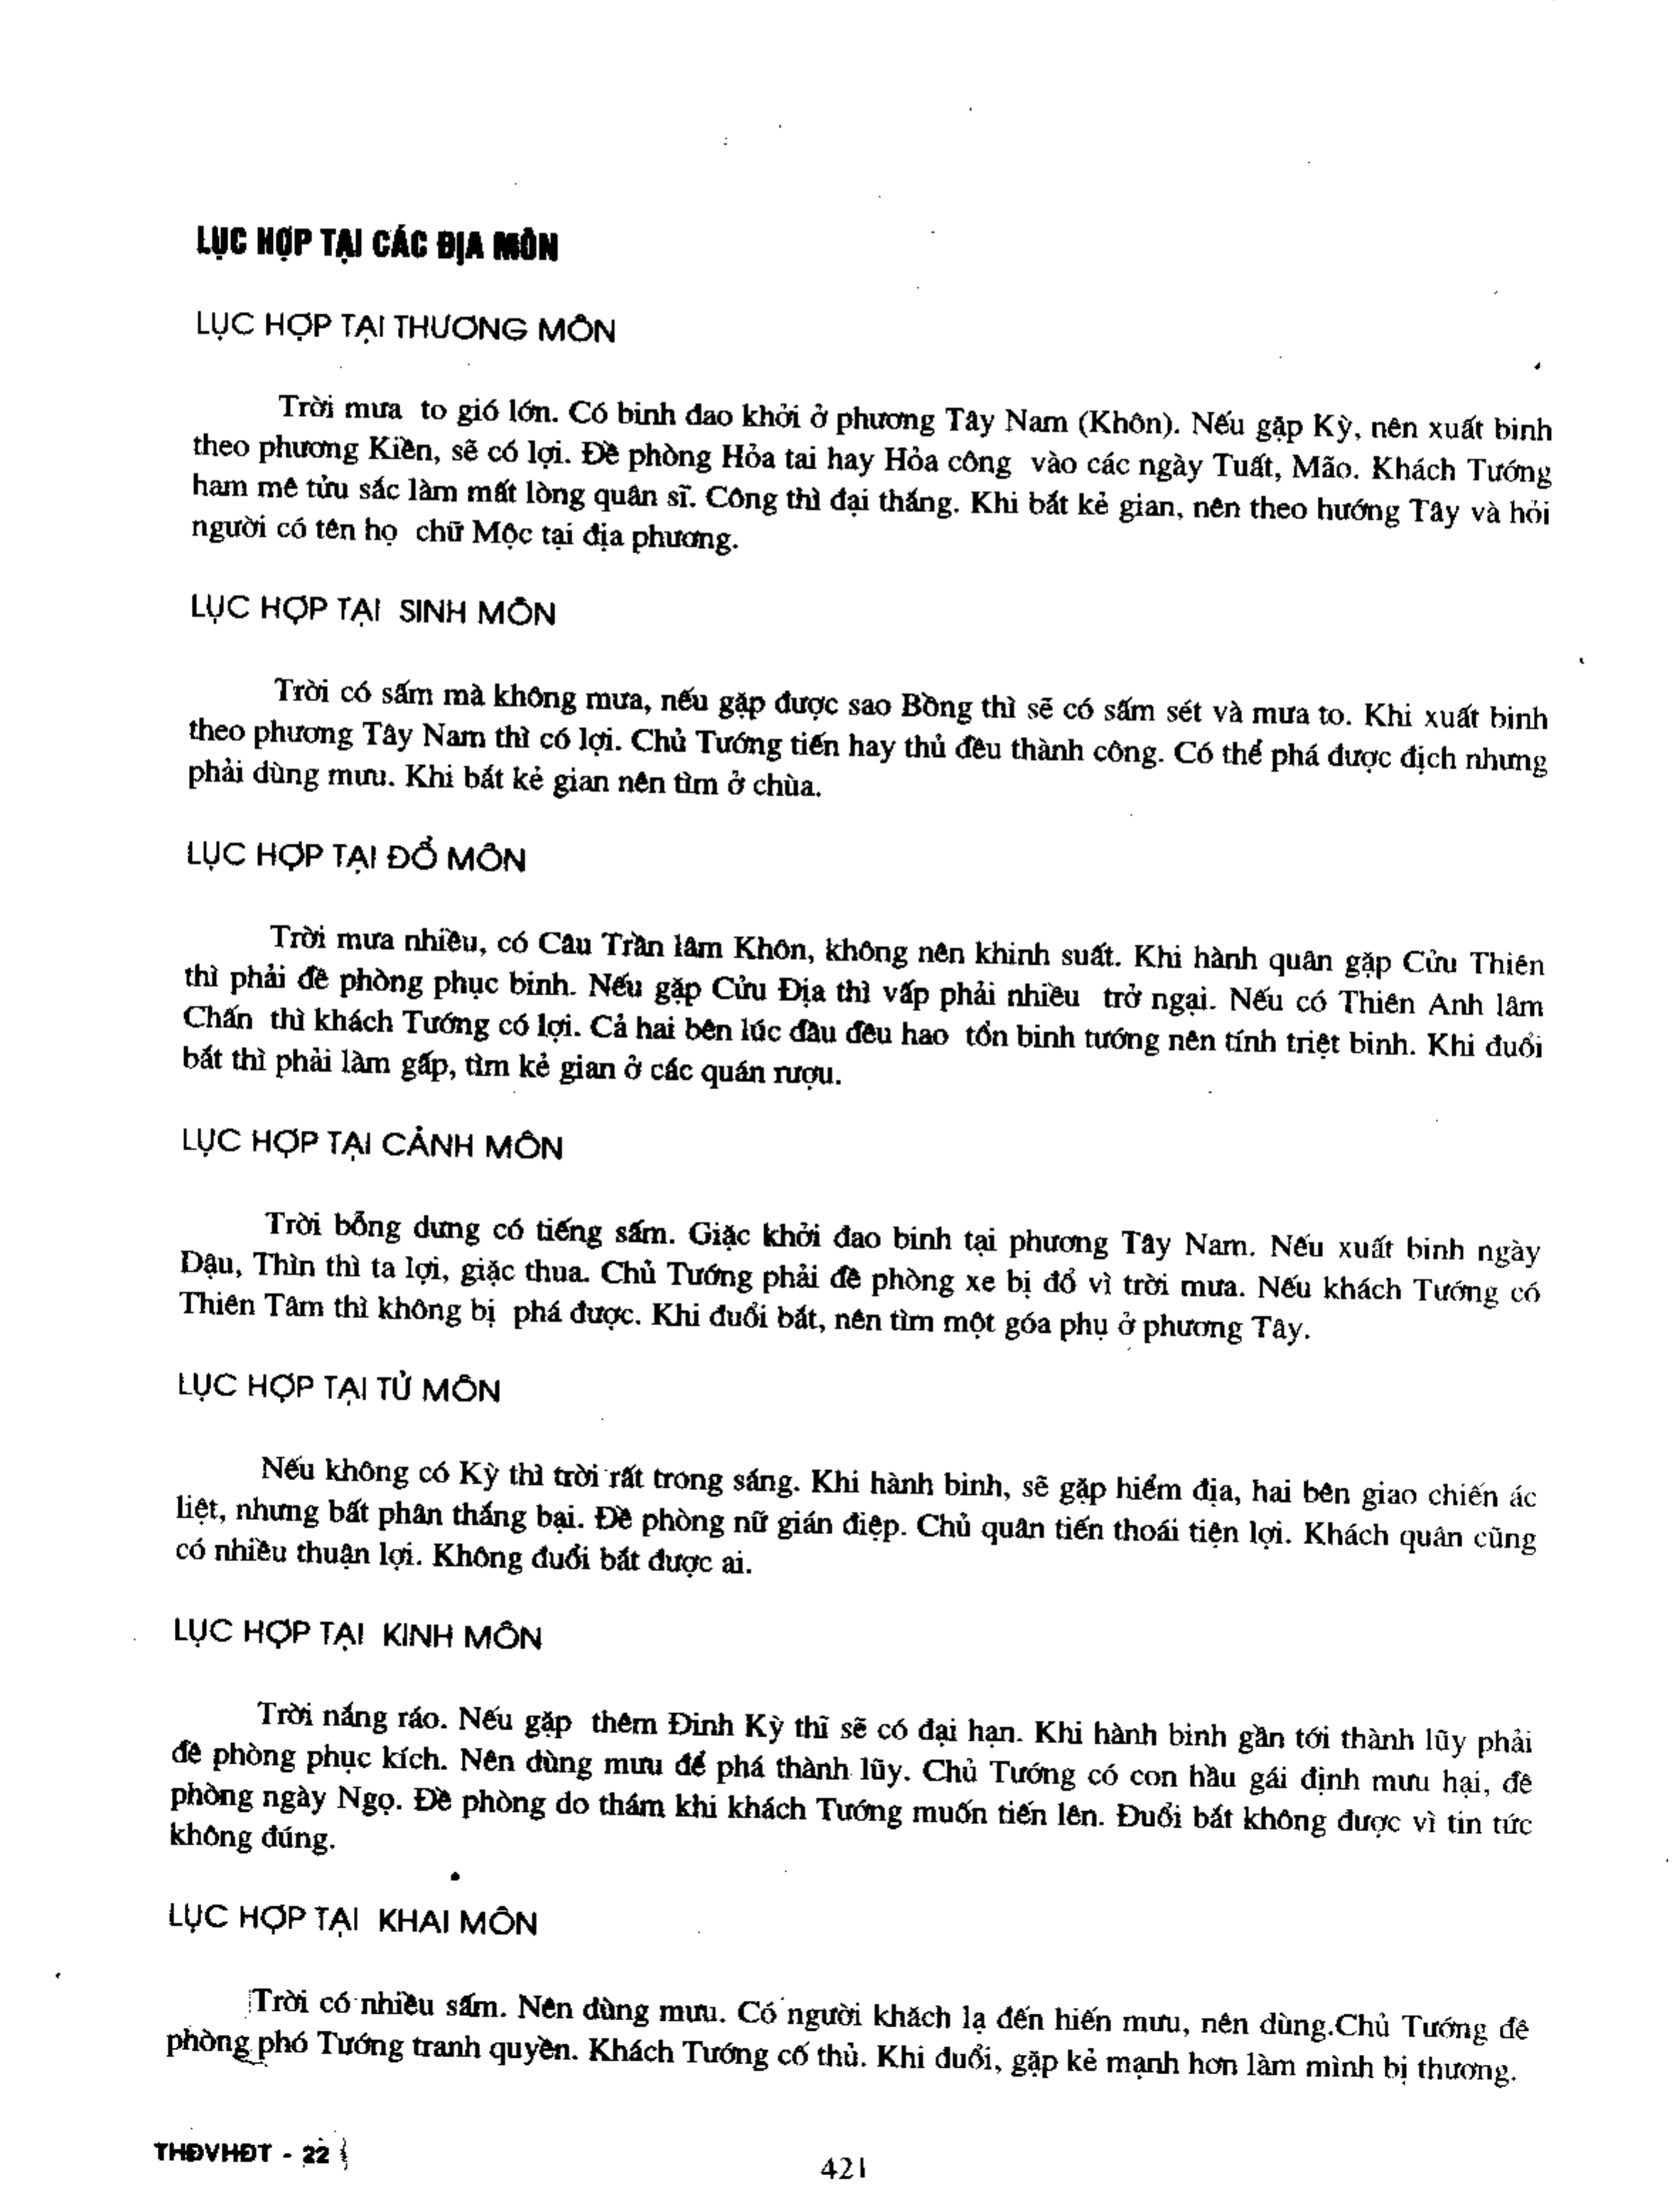 LỤC HỢP TẠI CÁC ĐỊA MÔN
LỤC HỢP TẠI THƯƠNG MÔN
Trời mưa to gió lớn. Có binh đao khởi ở phương Tây Nam (Khôn). Nếu gặp Kỳ, nên xuất binh
theo phương Kiền, sẽ có lợi. Đề phòng Hỏa tai hay Hỏa công vào các ngày Tuất, Mão. Khách Tướng
ham mê tửu sắc làm mất lòng quân sĩ. Công thì đại thắng. Khi bắt kẻ gian, nên theo hướng Tây và hỏi
người có tên họ chữ Mộc tại địa phương.
LỤC HỢP TẠI SINH MÔN
Trời có sấm mà không mưa, nếu gặp được sao Bồng thì sẽ có sấm sét và mưa to. Khi xuất binh
theo phương Tây Nam thì có lợi. Chủ Tướng tiến hay thủ đều thành công. Có thể phá được địch nhưng
phải dùng mưu. Khi bắt kẻ gian nên tìm ở chùa.
LỤC HỢP TẠI ĐỔ MÔN
Trời mưa nhiều, có Câu Trần lâm Khôn, không nên khinh suất. Khi hành quân gặp Cửu Thiên
thì phải đề phòng phục binh. Nếu gặp Cửu Địa thì vấp phải nhiều trở ngại. Nếu có Thiên Anh lâm
Chấn thì khách Tướng có lợi. Cả hai bên lúc đầu đều hao tổn binh tướng nên tính triệt binh. Khi đuổi
bắt thì phải làm gấp, tìm kẻ gian ở các quán rượu.
LỤC HỢP TẠI CẢNH MÔN
Trời bỗng dưng có tiếng sấm. Giặc khởi đao binh tại phương Tây Nam. Nếu xuất binh ngày
Dậu, Thìn thì ta lợi, giặc thua. Chủ Tướng phải đề phòng xe bị đổ vì trời mưa. Nếu khách Tướng có
Thiên Tâm thì không bị phá được. Khi đuổi bắt, nên tìm một góa phụ ở phương Tây.
LỤC HỢP TẠI TỬ MÔN
Nếu không có Kỳ thì trời rất trong sáng. Khi hành binh, sẽ gặp hiểm địa, hai bên giao chiến ác
liệt, nhưng bất phân thắng bại. Đề phòng nữ gián điệp. Chủ quân tiến thoái tiện lợi. Khách quân cũng
có nhiều thuận lợi. Không đuổi bắt được ai.
LỤC HỢP TẠI KINH MÔN
Trời nắng ráo. Nếu gặp thêm Đinh Kỳ thĩ sẽ có đại hạn. Khi hành binh gần tới thành lũy phải
đề phòng phục kích. Nên dùng mưu để phá thành lũy. Chủ Tướng có con hầu gái định mưu hại, đề
phòng ngày Ngọ. Đề phòng do thám khi khách Tướng muốn tiến lên. Đuổi bắt không được vì tin tức
không đúng.
LỤC HỢP TẠI KHAI MÔN
Trời có nhiều sấm. Nên dùng mưu. Có người khách lạ đến hiến mưu, nên dùng.Chủ Tướng đề
phòng phó Tướng tranh quyền. Khách Tướng cố thủ. Khi đuổi, gặp kẻ mạnh hơn làm mình bị thương.
THĐVHĐT - 22
421